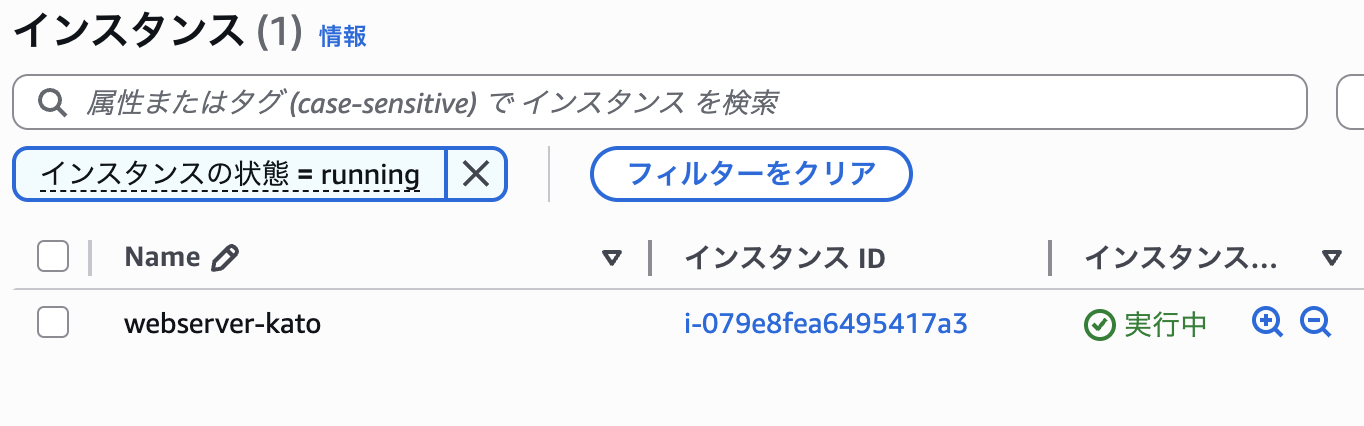 インスタンス (1) 情報
属性またはタグ (case-sensitive) で インスタンス を検索
インスタンスの状態 = running フィルターをクリア
Name インスタンス ID インスタンス...
webserver-kato i-079e8fea6495417a3 実行中